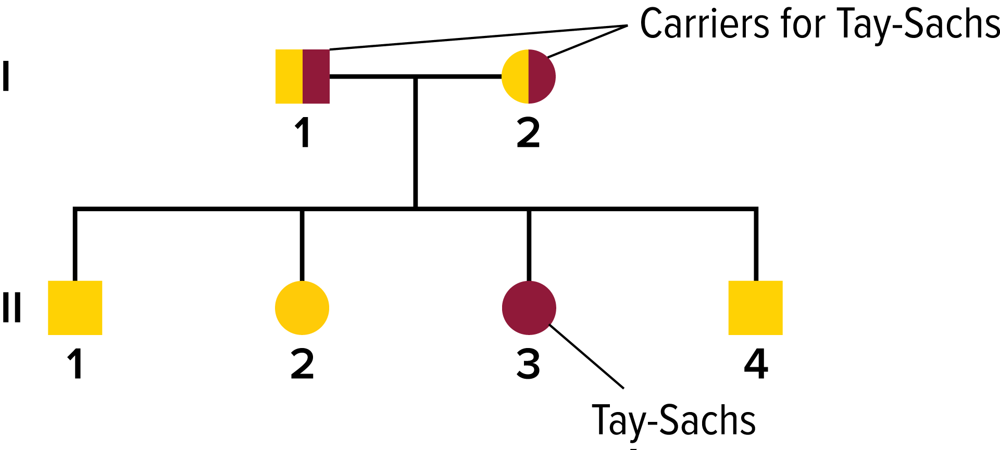 Carriers for Tay-Sachs
I
1 2
II
1 2 3 4
Tay-Sachs